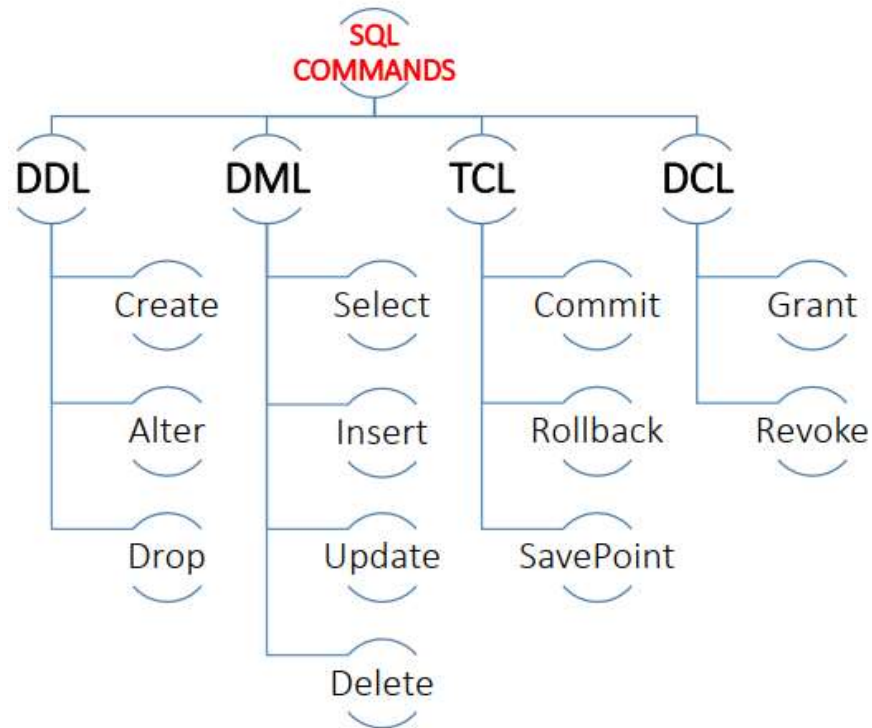 SQL
COMMANDS
DDL
DML
TCL
DCL
Create
Select
Commit
Grant
Alter
Insert
Rollback
Revoke
Drop
Update
SavePoint
Delete